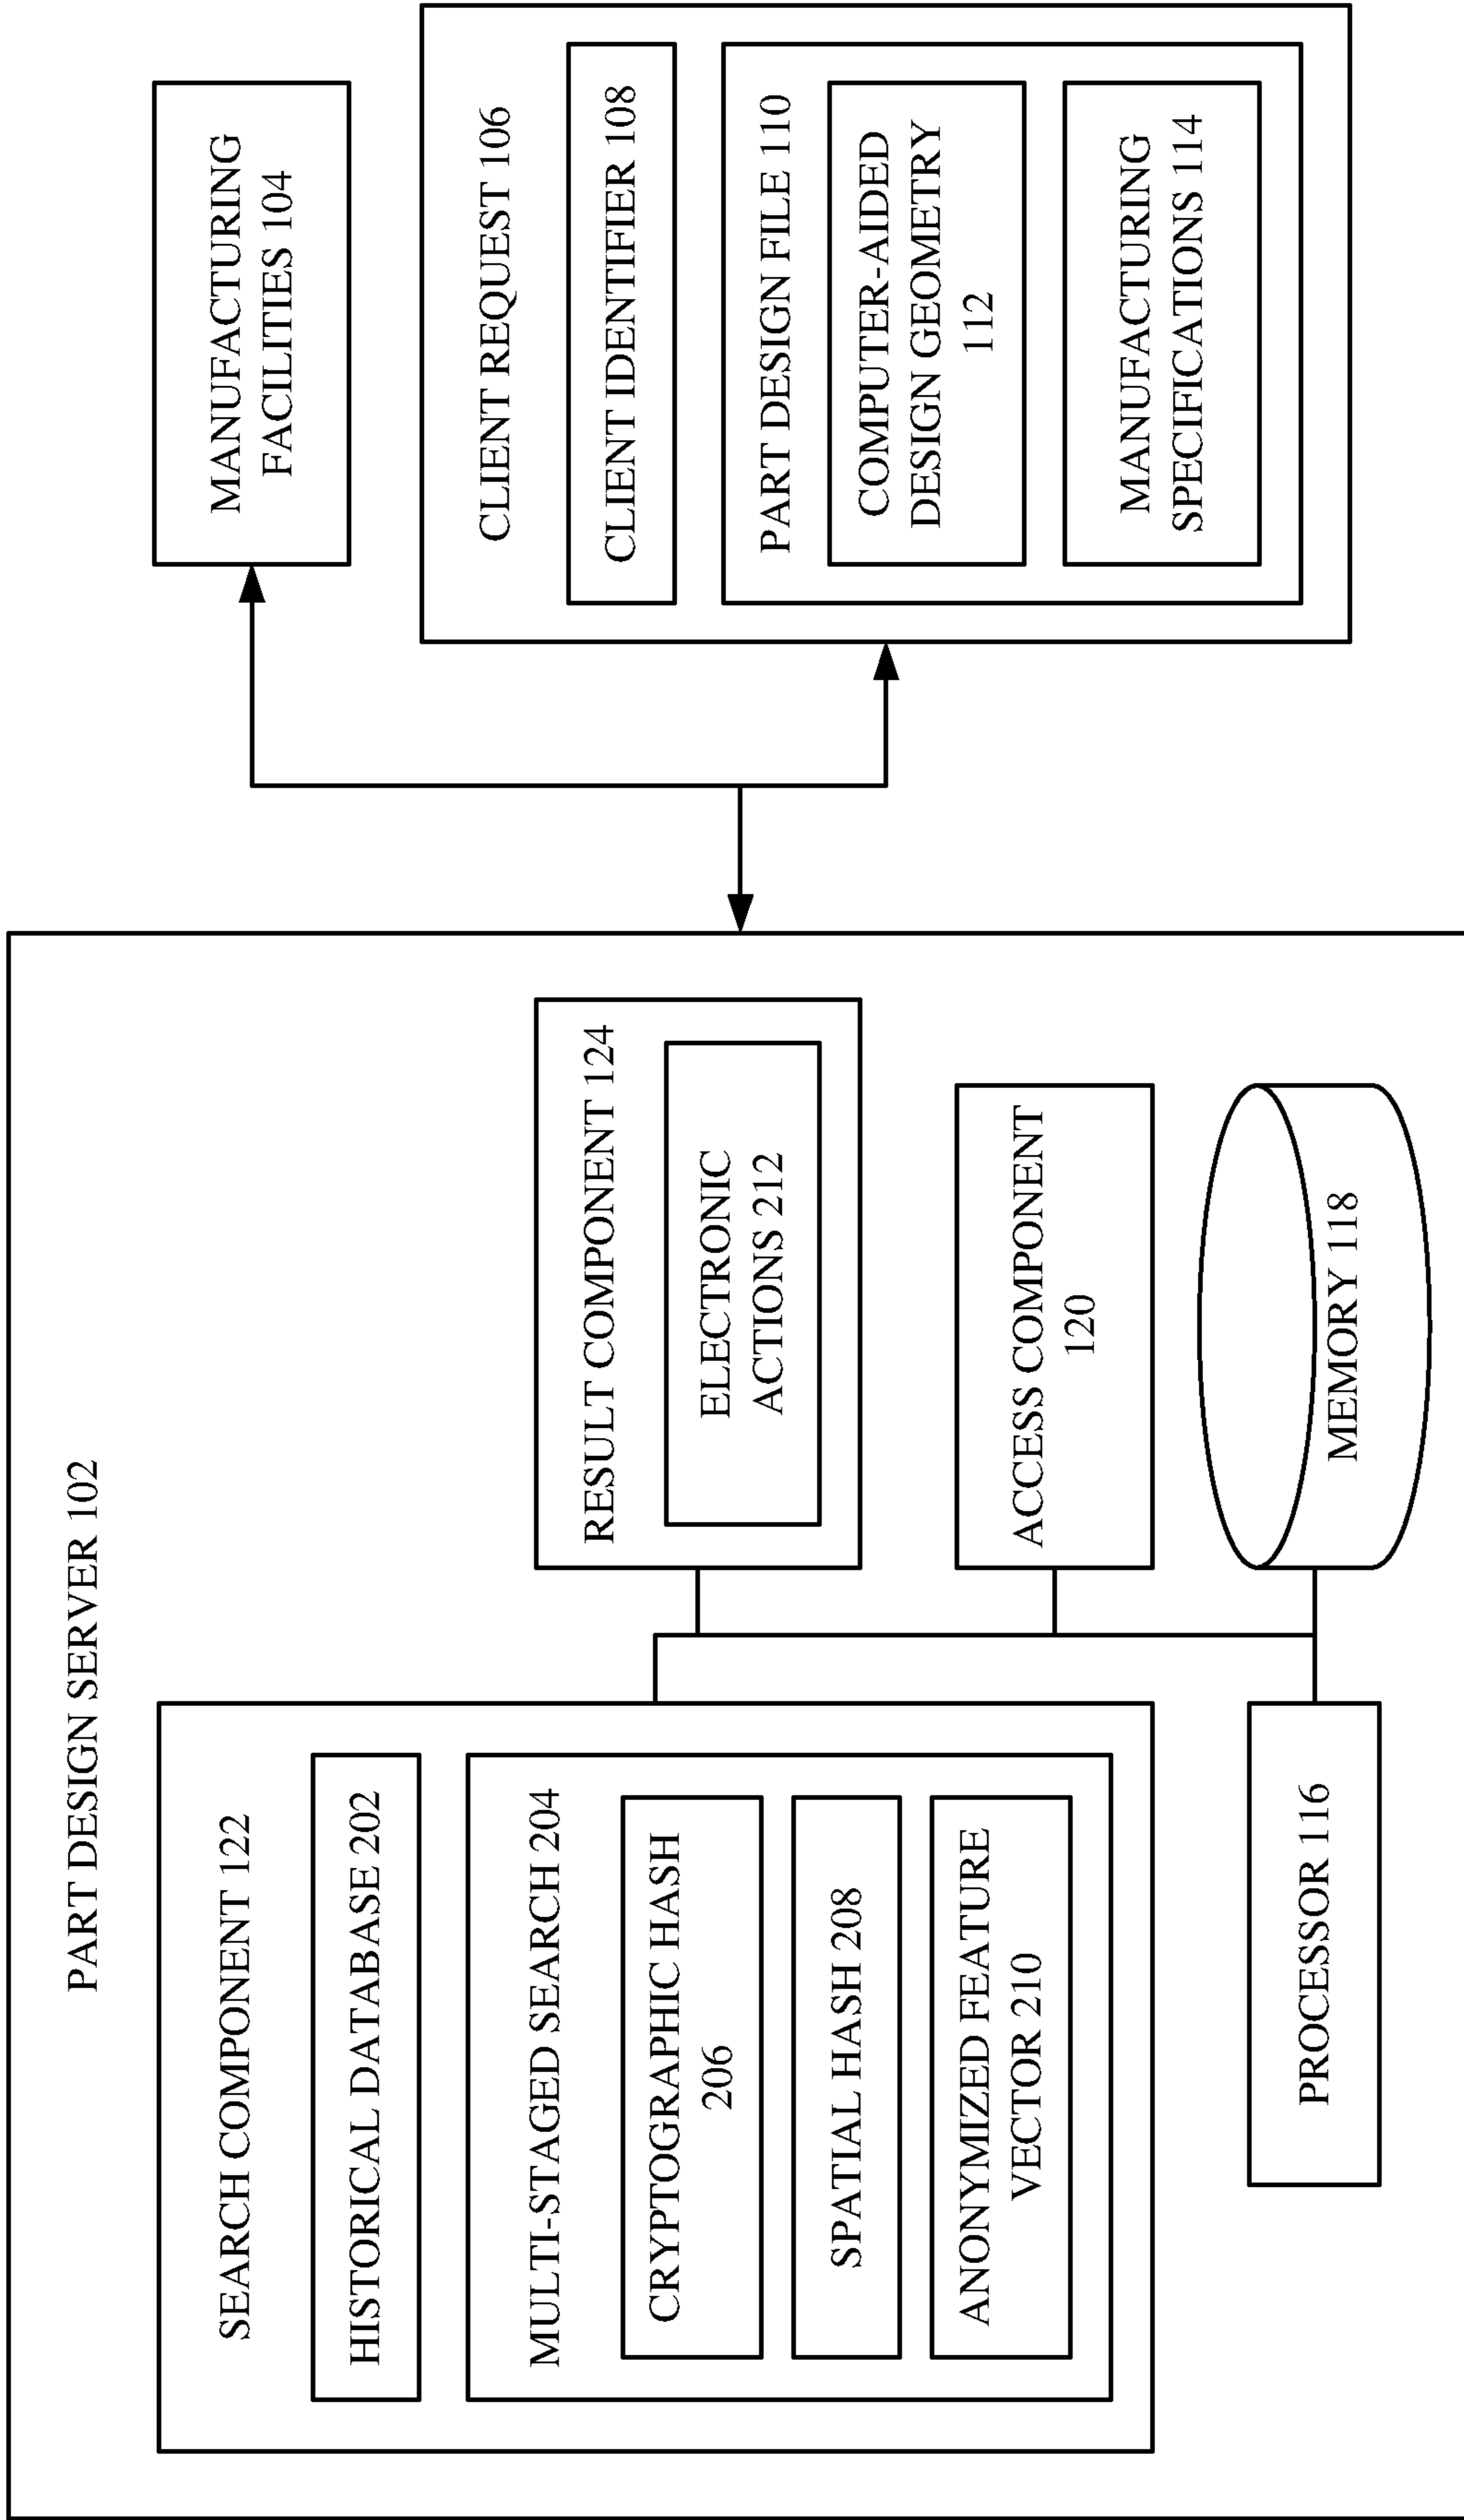 PART DESIGN SERVER 102
SEARCH COMPONENT 122
HISTORICAL DATABASE 202
MULTI-STAGED SEARCH 204
CRYPTOGRAPHIC HASH
206
SPATIAL HASH 208
ANONYMIZED FEATURE
VECTOR 210
PROCESSOR 116
RESULT COMPONENT 124
ELECTRONIC
ACTIONS 212
ACCESS COMPONENT
120
MEMORY 118
MANUFACTURING
FACILITIES 104
CLIENT REQUEST 106
CLIENT IDENTIFIER 108
PART DESIGN FILE 110
COMPUTER-AIDED
DESIGN GEOMETRY
112
MANUFACTURING
SPECIFICATIONS 114